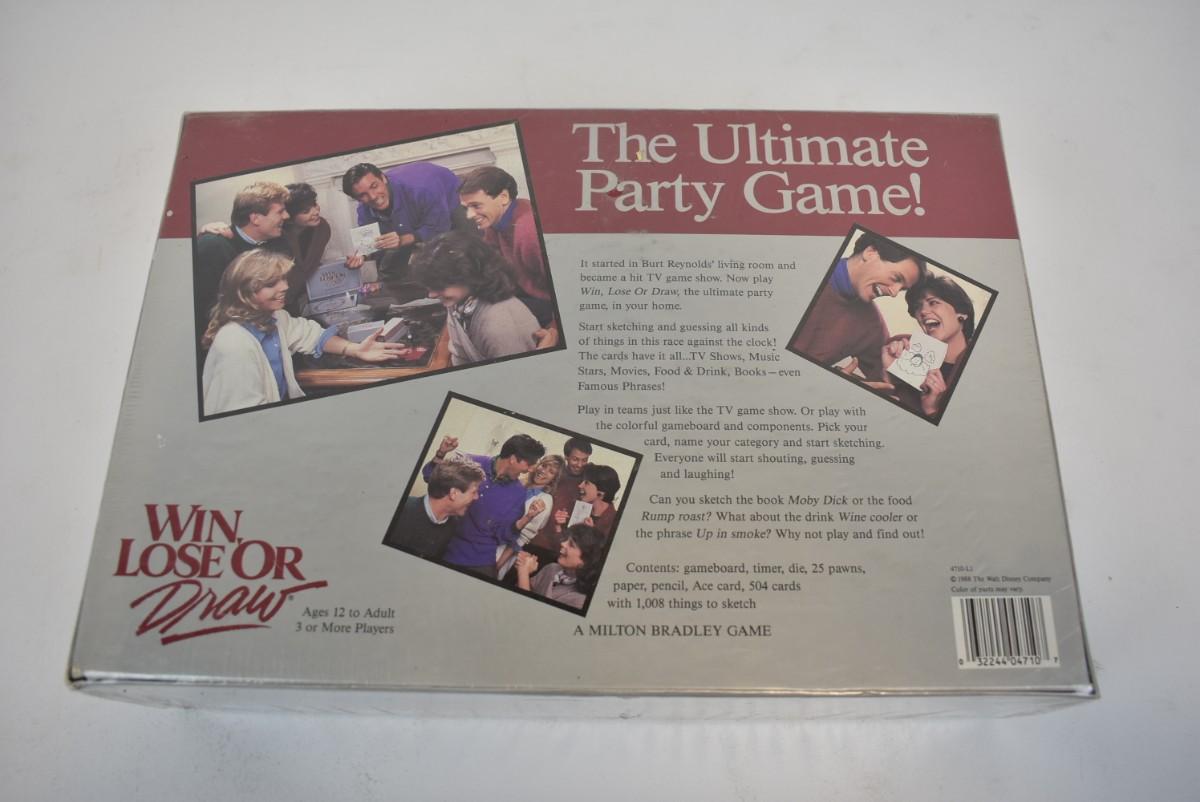 The Ultimate
Party Game!
It started in Burt Reynolds' living room and
became a hit TV game show. Now play
Win, Lose Or Draw, the ultimate party
game, in your home.
Start sketching and guessing all kinds
of things in this race against the clock!
The cards have it all...TV Shows, Music
Stars, Movies, Food & Drink, Books—even
Famous Phrases!
Play in teams just like the TV game show. Or play with
the colorful gameboard and components. Pick your
card, name your category and start sketching.
Everyone will start shouting, guessing
and laughing!
Can you sketch the book Moby Dick or the food
Rump roast? What about the drink Wine cooler or
the phrase Up in smoke? Why not play and find out!
Contents: gameboard, timer, die, 25 pawns,
paper, pencil, Ace card, 504 cards
with 1,008 things to sketch
A MILTON BRADLEY GAME
WIN,
LOSE OR
Draw®
Ages 12 to Adult
3 or More Players
4710-L1
© 1988 The Walt Disney Company
Color of parts may vary.
0 32244 04710 7